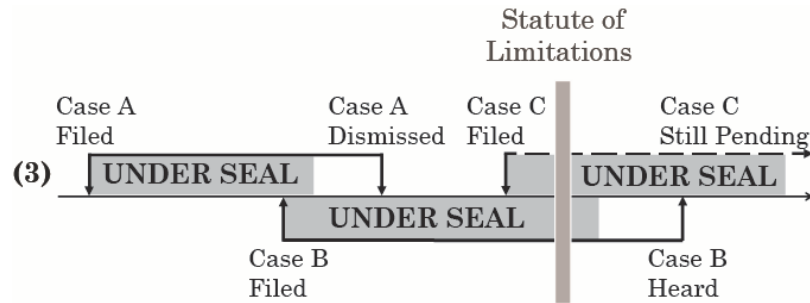 Statute of
Limitations
Case A
Filed
Case A
Dismissed
Case C
Filed
Case C
Still Pending
(3)
UNDER SEAL
UNDER SEAL
UNDER SEAL
Case B
Filed
Case B
Heard